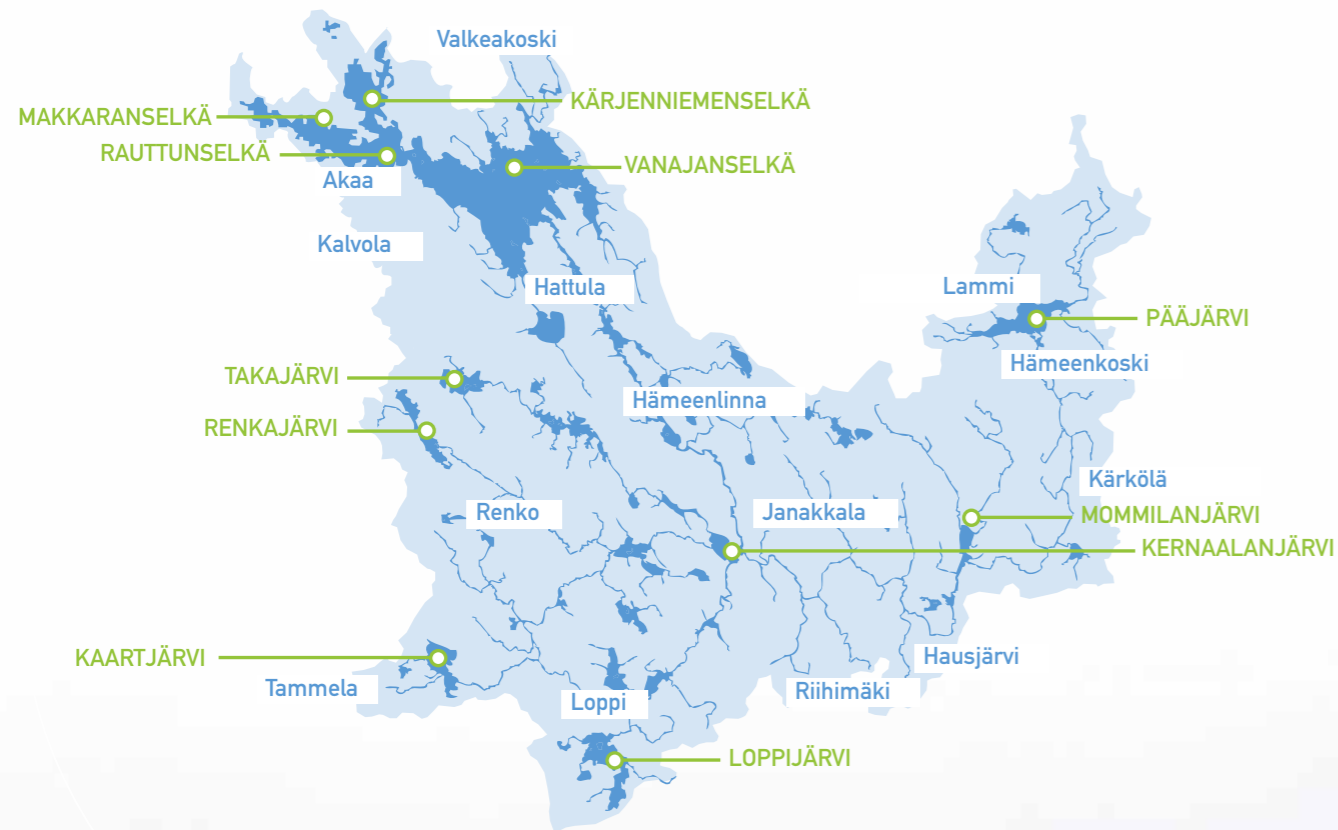 Valkeakoski
KÄRJENNIEMENSELKÄ
MAKKARANSELKÄ
RAUTTUNSELKÄ
VANAJANSELKÄ
Akaa
Kalvola
Hattula
Lammi
PÄÄJÄRVI
Hämeenkoski
TAKAJÄRVI
Hämeenlinna
RENKAJÄRVI
Kärkölä
Renko
Janakkala
MOMMILANJÄRVI
KERNAALANJÄRVI
KAARTJÄRVI
Hausjärvi
Tammela
Riihimäki
Loppi
LOPPIJÄRVI